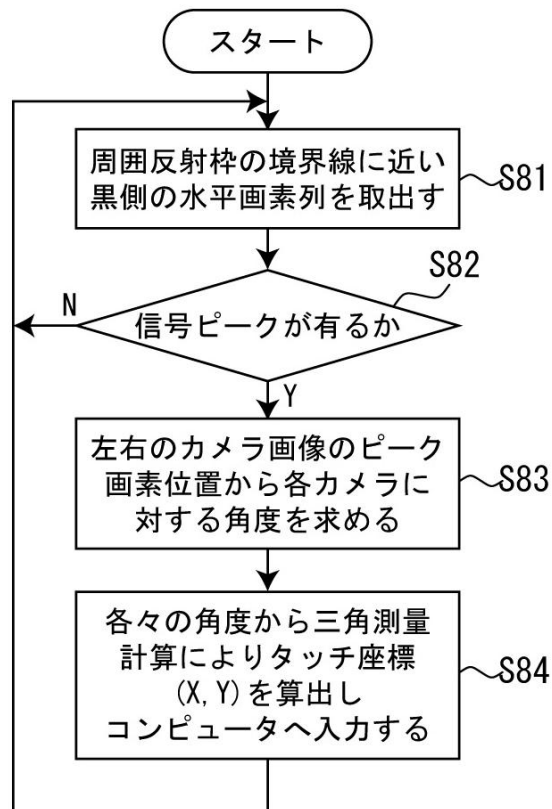 スタート
周囲反射枠の境界線に近い
黒側の水平画素列を取出す
S81
S82
信号ピークが有るか
N
Y
左右のカメラ画像のピーク
画素位置から各カメラに
対する角度を求める
S83
各々の角度から三角測量
計算によりタッチ座標
(X, Y)を算出し
コンピュータへ入力する
S84